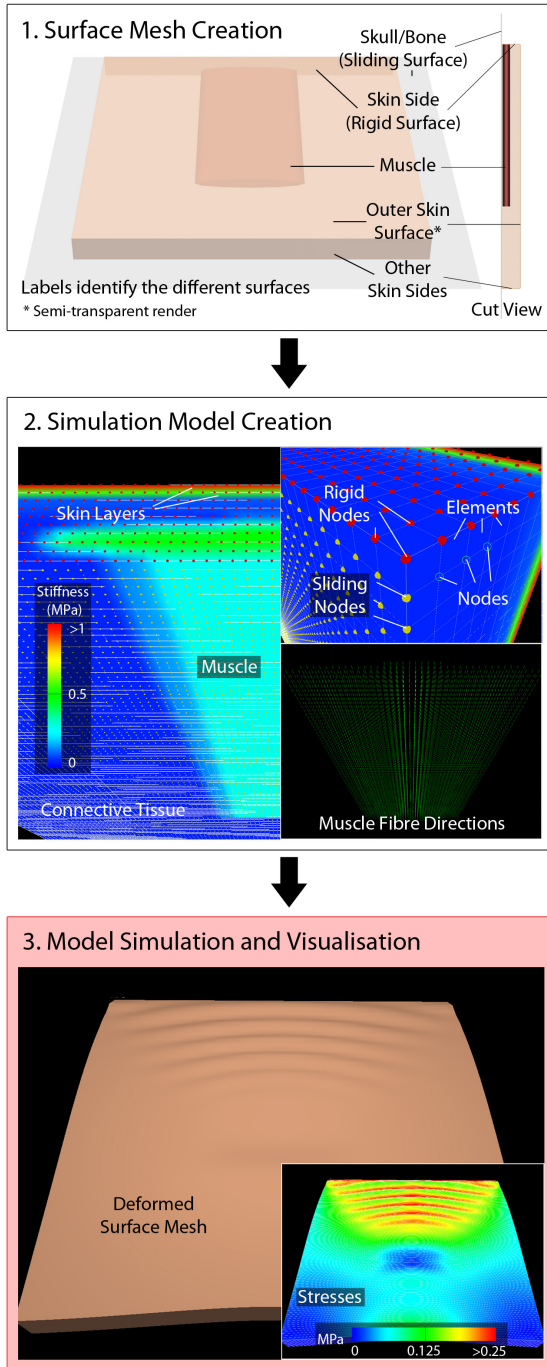 1. Surface Mesh Creation
Skull/Bone
(Sliding Surface)
Skin Side
(Rigid Surface)
Muscle
Outer Skin
Surface*
Other
Skin Sides
Labels identify the different surfaces
* Semi-transparent render
Cut View
2. Simulation Model Creation
Skin Layers
Stiffness
(MPa)
>1
0.5
0
Muscle
Connective Tissue
Rigid
Nodes
Elements
Sliding
Nodes
Nodes
Muscle Fibre Directions
3. Model Simulation and Visualisation
Deformed
Surface Mesh
Stresses
MPa
0
0.125
>0.25